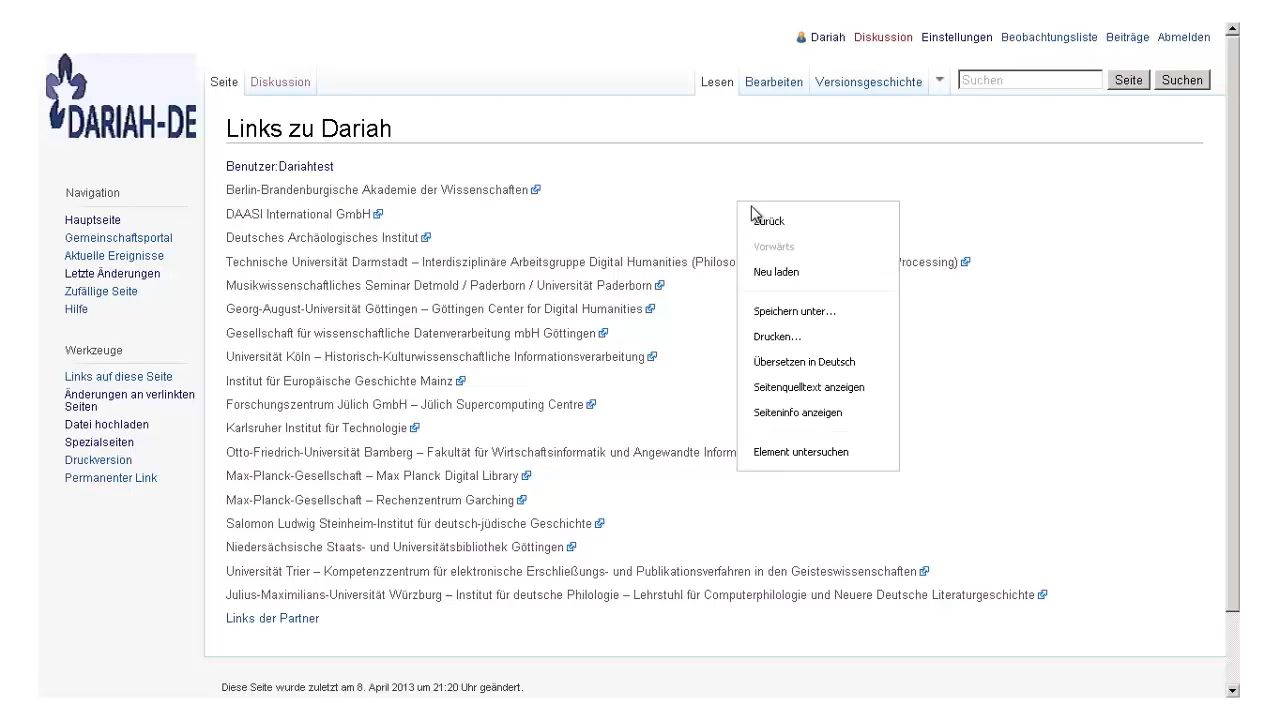 Dariah Diskussion Einstellungen Beobachtungsliste Beiträge Abmelden
DARIAH-DE
Seite Diskussion Lesen Bearbeiten Versionsgeschichte Suchen Seite Suchen
Links zu Dariah
Navigation
Hauptseite
Gemeinschaftsportal
Aktuelle Ereignisse
Letzte Änderungen
Zufällige Seite
Hilfe
Werkzeuge
Links auf diese Seite
Änderungen an verlinkten
Seiten
Datei hochladen
Spezialseiten
Druckversion
Permanenter Link
Benutzer:Dariahtest
Berlin-Brandenburgische Akademie der Wissenschaften
DAASI International GmbH
Deutsches Archäologisches Institut
Technische Universität Darmstadt – Interdisziplinäre Arbeitsgruppe Digital Humanities (Philoso rocessing)
Musikwissenschaftliches Seminar Detmold / Paderborn / Universität Paderborn
Georg-August-Universität Göttingen – Göttingen Center for Digital Humanities
Gesellschaft für wissenschaftliche Datenverarbeitung mbH Göttingen
Universität Köln – Historisch-Kulturwissenschaftliche Informationsverarbeitung
Institut für Europäische Geschichte Mainz
Forschungszentrum Jülich GmbH – Jülich Supercomputing Centre
Karlsruher Institut für Technologie
Otto-Friedrich-Universität Bamberg – Fakultät für Wirtschaftsinformatik und Angewandte Inform
Max-Planck-Gesellschaft – Max Planck Digital Library
Max-Planck-Gesellschaft – Rechenzentrum Garching
Salomon Ludwig Steinheim-Institut für deutsch-jüdische Geschichte
Niedersächsische Staats- und Universitätsbibliothek Göttingen
Universität Trier – Kompetenzzentrum für elektronische Erschließungs- und Publikationsverfahren in den Geisteswissenschaften
Julius-Maximilians-Universität Würzburg – Institut für deutsche Philologie – Lehrstuhl für Computerphilologie und Neuere Deutsche Literaturgeschichte
Links der Partner
Zurück
Vorwärts
Neu laden
Speichern unter...
Drucken...
Übersetzen in Deutsch
Seitenquelltext anzeigen
Seiteninfo anzeigen
Element untersuchen
Diese Seite wurde zuletzt am 8. April 2013 um 21:20 Uhr geändert.